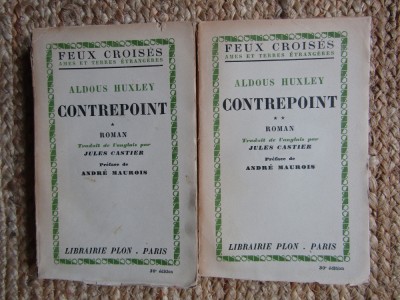 FEUX CROISÉS
AMES ET TERRES ÉTRANGÈRES
ALDOUS HUXLEY
CONTREPOINT
*
ROMAN
Traduit de l'anglais par
JULES CASTIER
Préface de
ANDRÉ MAUROIS
LIBRAIRIE PLON . PARIS
FEUX CROISÉS
AMES ET TERRES ÉTRANGÈRES
ALDOUS HUXLEY
CONTREPOINT
**
ROMAN
Traduit de l'anglais par
JULES CASTIER
Préface de
ANDRÉ MAUROIS
LIBRAIRIE PLON . PARIS